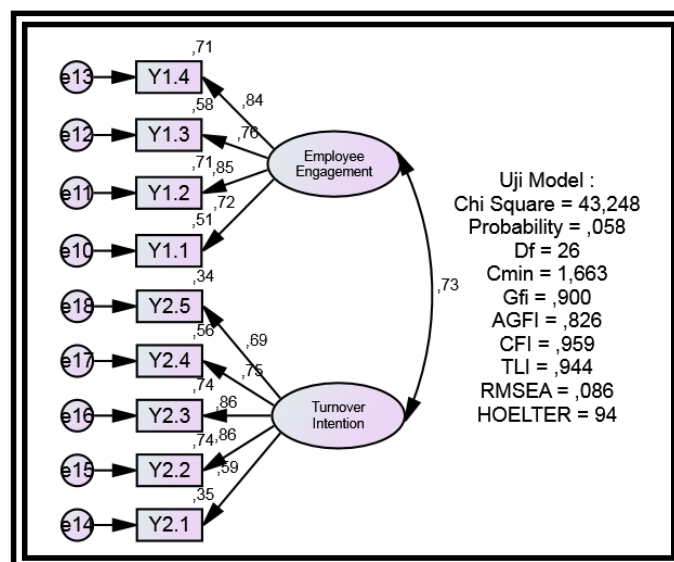 ,71
e13
Y1.4
,84
,58
e12
Y1.3
,76
Employee
Engagement
,71
e11
Y1.2
,85
,72
,51
e10
Y1.1
,34
e18
Y2.5
,69
,56
e17
Y2.4
,75
,74
e16
Y2.3
,86
Turnover
Intention
,74
,86
e15
Y2.2
,59
,35
e14
Y2.1
,73
Uji Model :
Chi Square = 43,248
Probability = ,058
Df = 26
Cmin = 1,663
Gfi = ,900
AGFI = ,826
CFI = ,959
TLI = ,944
RMSEA = ,086
HOELTER = 94